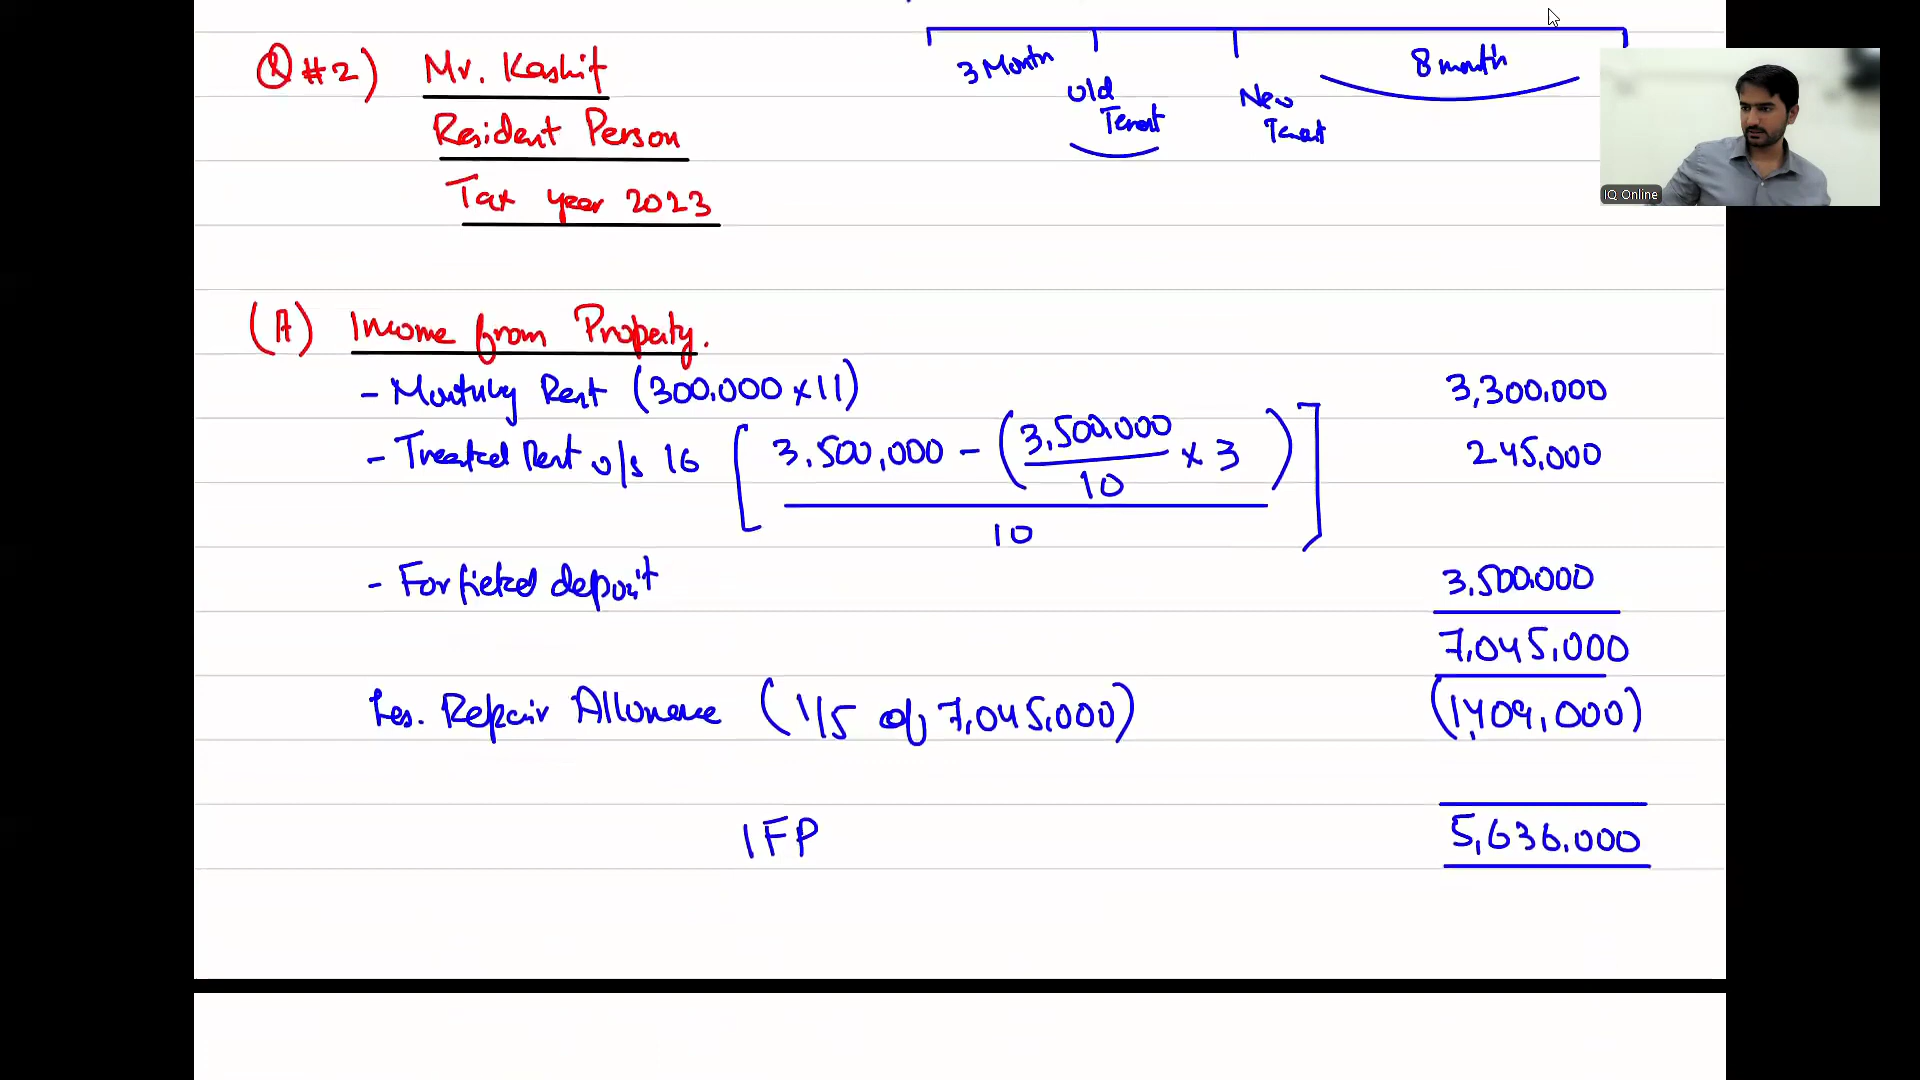 Q#2) Mr. Kashif
Resident Person
Tax year 2023
3 Month
old
Tenant
New
Tenant
8 month
IQ Online
(A) Income from Property.
- Monthly Rent (300,000 x 11) 3,300,000
- Treated Rent u/s 16 [ 3,500,000 - ( 3,500,000 / 10 x 3 ) / 10 ] 245,000
- Forfieted deposit 3,500,000
7,045,000
Les. Repair Allowance (1/5 of 7,045,000) (1,409,000)
IFP 5,636,000